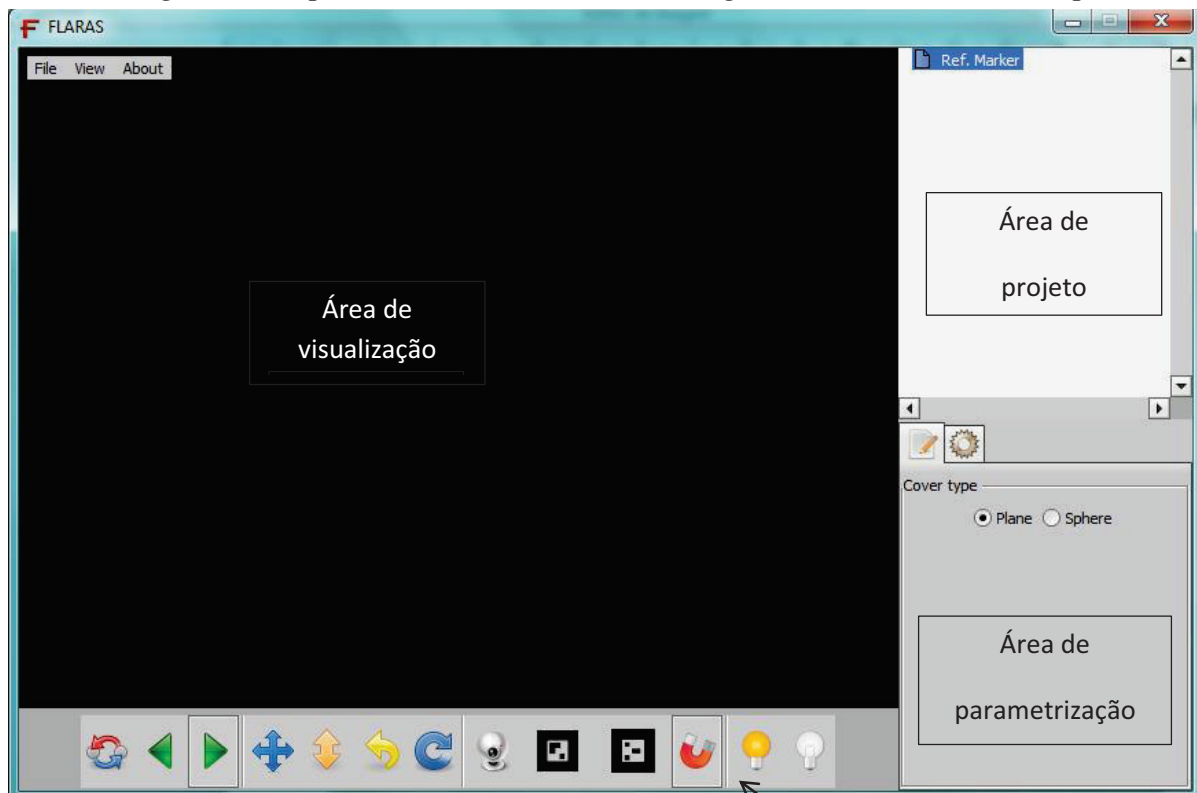 FLARAS
File View About
Ref. Marker
Área de
projeto
Área de
visualização
Cover type
Plane Sphere
Área de
parametrização